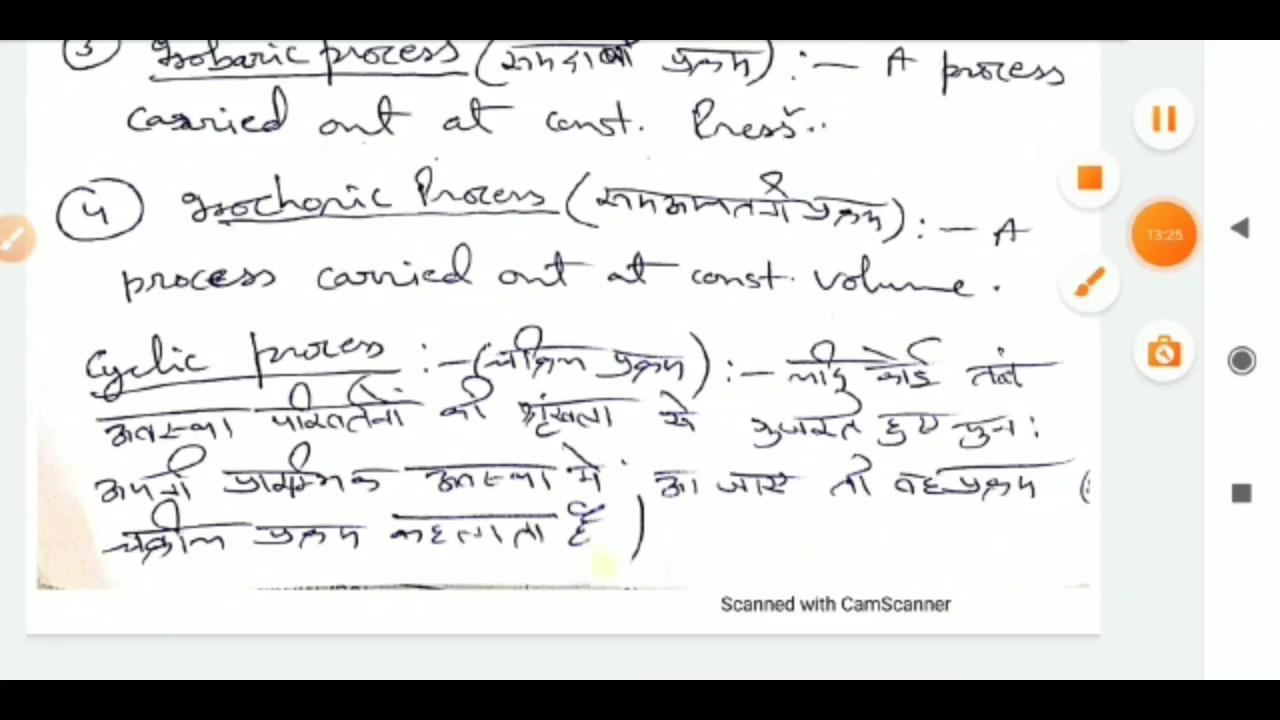 3 Isobaric process (समदाबी प्रक्रम) :- A process
carried out at const. Press..
4 Isochoric Process (समआयतनी प्रक्रम) :- A
process carried out at const. volume.
Cyclic process :- (चक्रीय प्रक्रम) :- यदि कोई तंत्र
अवस्था परिवर्तनों की श्रृंखला से गुजरते हुए पुन:
अपनी प्रारम्भिक अवस्था में आ जाए तो वह प्रक्रम (
चक्रीय प्रक्रम कहलाता है )
Scanned with CamScanner
13:25